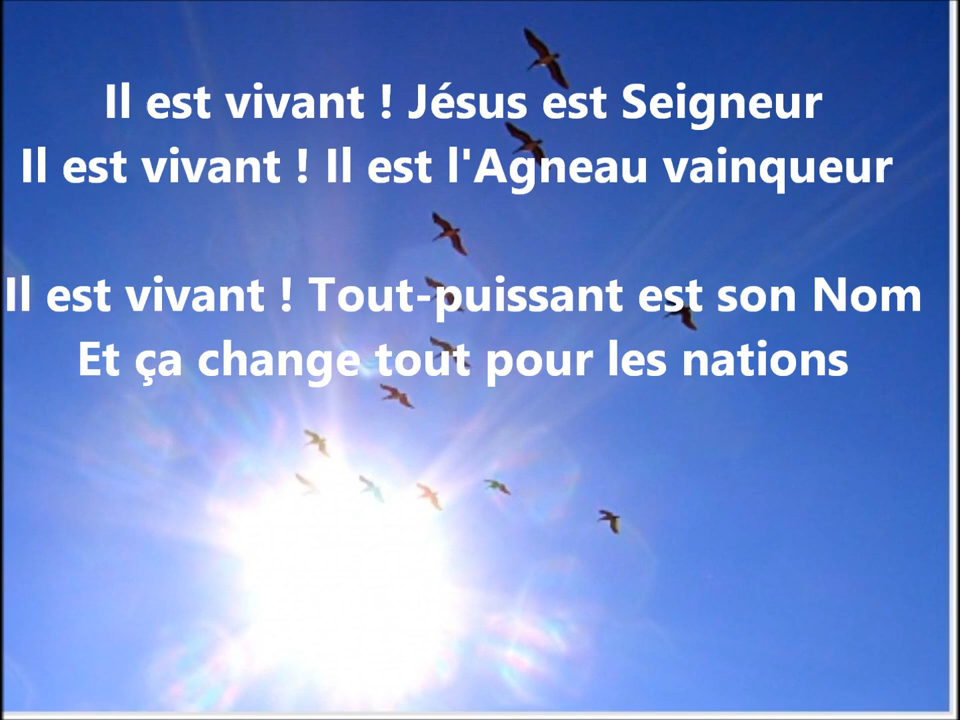 Il est vivant ! Jésus est Seigneur
Il est vivant ! Il est l'Agneau vainqueur
Il est vivant ! Tout-puissant est son Nom
Et ça change tout pour les nations